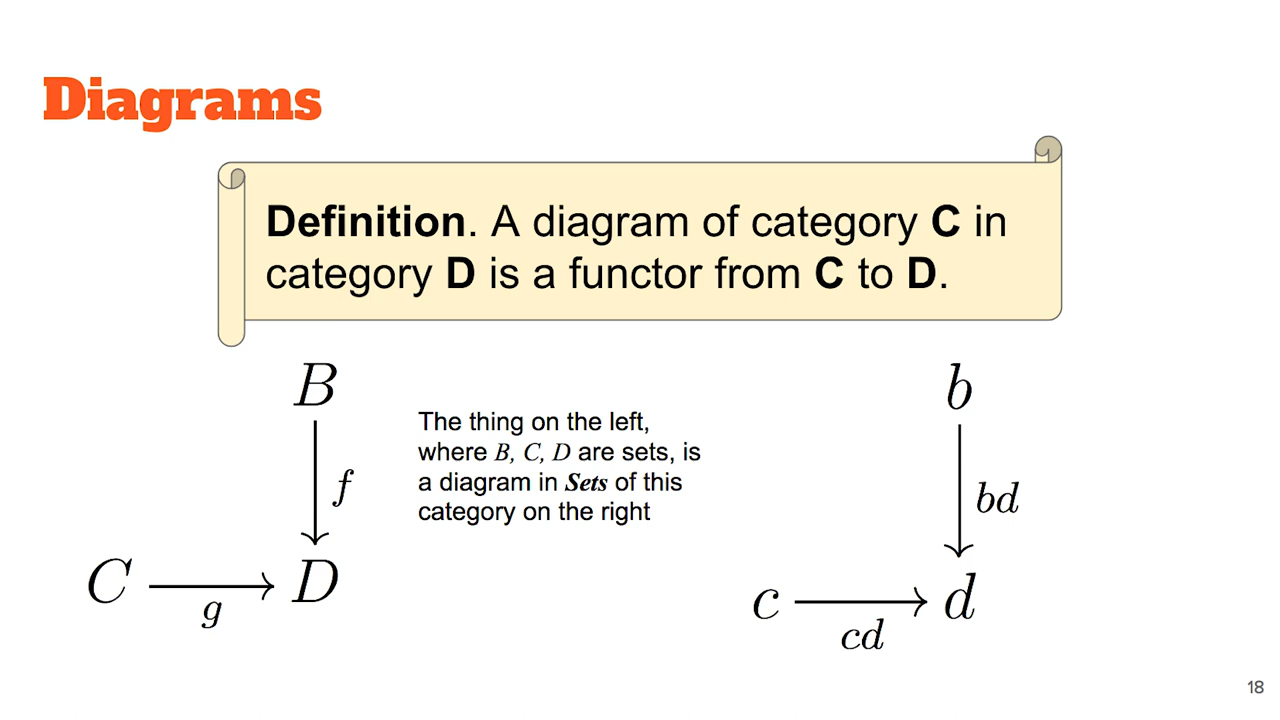 Diagrams
Definition. A diagram of category C in
category D is a functor from C to D.
B
f
C
D
g
The thing on the left,
where B, C, D are sets, is
a diagram in Sets of this
category on the right
b
bd
c
d
cd
18